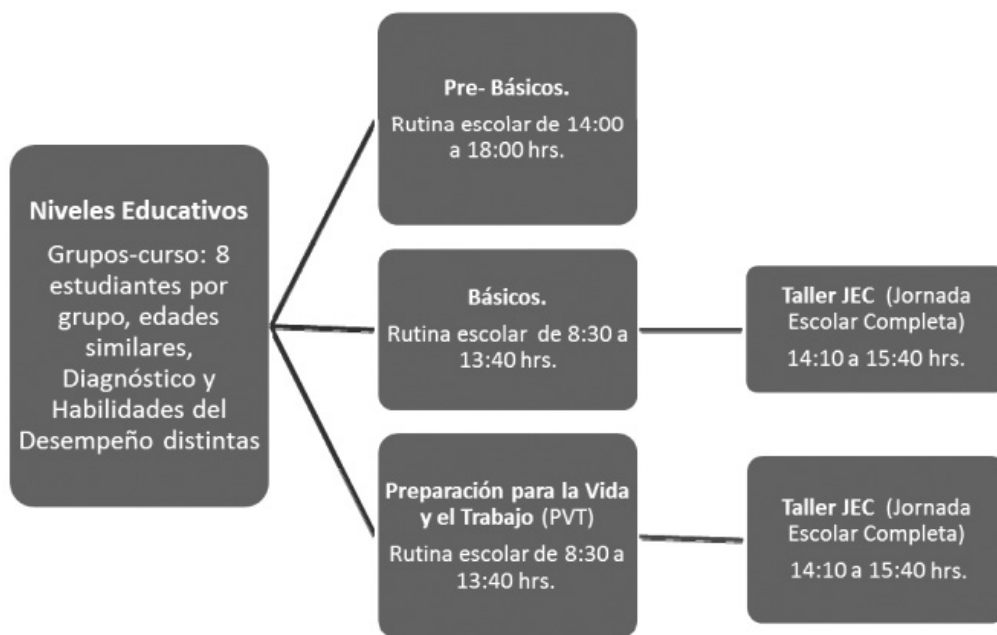 Niveles Educativos
Grupos-curso: 8
estudiantes por
grupo, edades
similares,
Diagnóstico y
Habilidades del
Desempeño distintas
Pre- Básicos.
Rutina escolar de 14:00
a 18:00 hrs.
Básicos.
Rutina escolar de 8:30 a
13:40 hrs.
Taller JEC (Jornada
Escolar Completa)
14:10 a 15:40 hrs.
Preparación para la Vida
y el Trabajo (PVT)
Rutina escolar de 8:30 a
13:40 hrs.
Taller JEC (Jornada
Escolar Completa)
14:10 a 15:40 hrs.